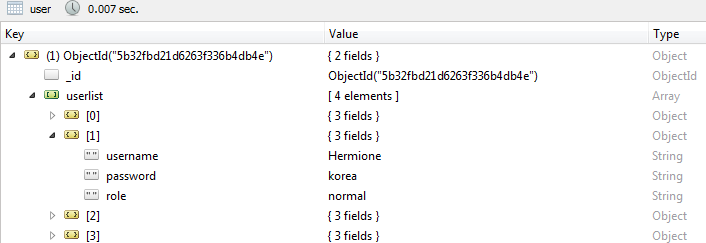 user 0.007 sec.
Key Value Type
(1) ObjectId("5b32fbd21d6263f336b4db4e") { 2 fields } Object
_id ObjectId("5b32fbd21d6263f336b4db4e") ObjectId
userlist [ 4 elements ] Array
[0] { 3 fields } Object
[1] { 3 fields } Object
username Hermione String
password korea String
role normal String
[2] { 3 fields } Object
[3] { 3 fields } Object